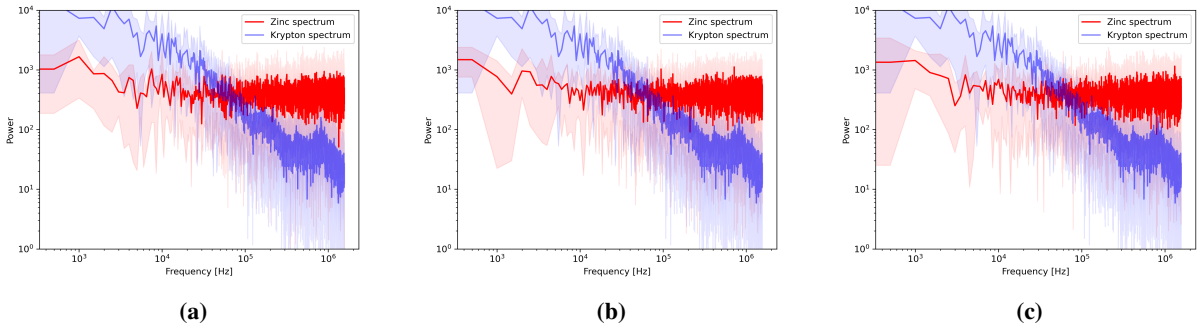 10⁴
10³
10²
10¹
10⁰
Power
10³ 10⁴ 10⁵ 10⁶
Frequency [Hz]
Zinc spectrum
Krypton spectrum
(a)
10⁴
10³
10²
10¹
10⁰
Power
10³ 10⁴ 10⁵ 10⁶
Frequency [Hz]
Zinc spectrum
Krypton spectrum
(b)
10⁴
10³
10²
10¹
10⁰
Power
10³ 10⁴ 10⁵ 10⁶
Frequency [Hz]
Zinc spectrum
Krypton spectrum
(c)